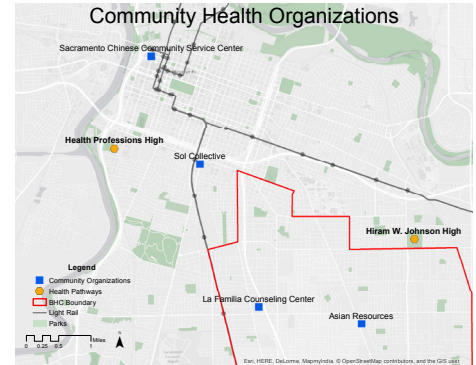 Community Health Organizations
Sacramento Chinese Community Service Center
Health Professions High
Sol Collective
Hiram W. Johnson High
La Familia Counseling Center
Asian Resources
Legend
Community Organizations
Health Pathways
BHC Boundary
Light Rail
Parks
0 0.25 0.5 1
Miles
N
Esri, HERE, DeLorme, MapmyIndia, © OpenStreetMap contributors, and the GIS user